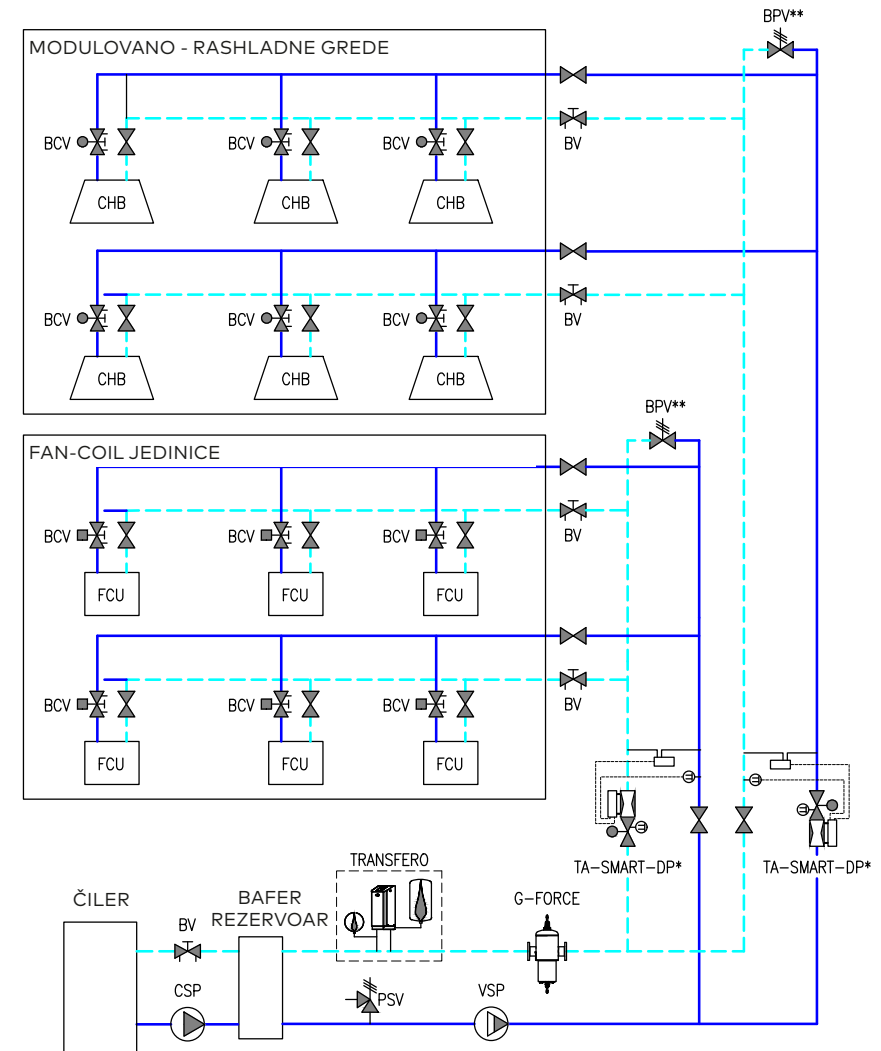 BPV**
MODULOVANO - RASHLADNE GREDE
BCV BCV BCV BV
CHB CHB CHB
BCV BCV BCV BV
CHB CHB CHB
BPV**
FAN-COIL JEDINICE
BCV BCV BCV BV
FCU FCU FCU
BCV BCV BCV BV
FCU FCU FCU
TA-SMART-DP* TA-SMART-DP*
TRANSFERO
G-FORCE
ČILER
BAFER
REZERVOAR
BV
CSP
PSV
VSP